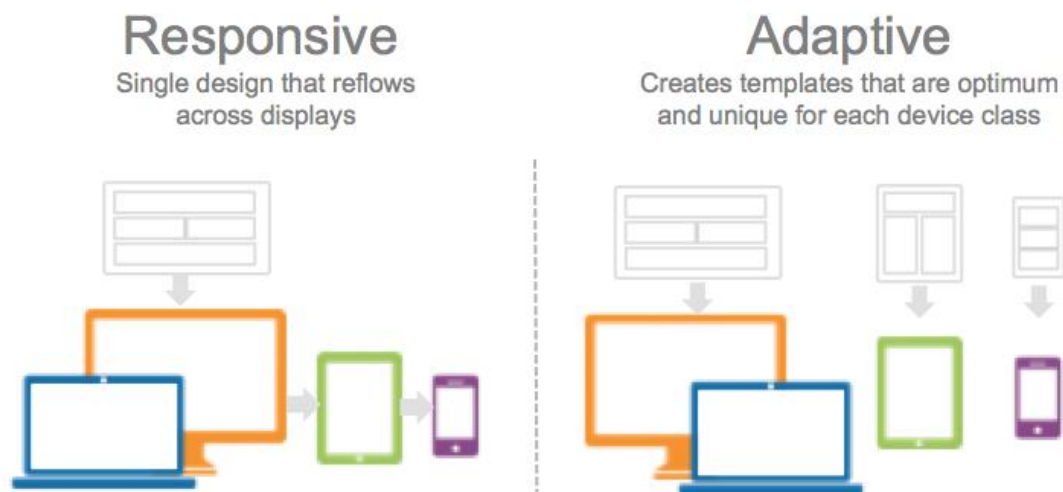 Responsive
Single design that reflows
across displays
Adaptive
Creates templates that are optimum
and unique for each device class